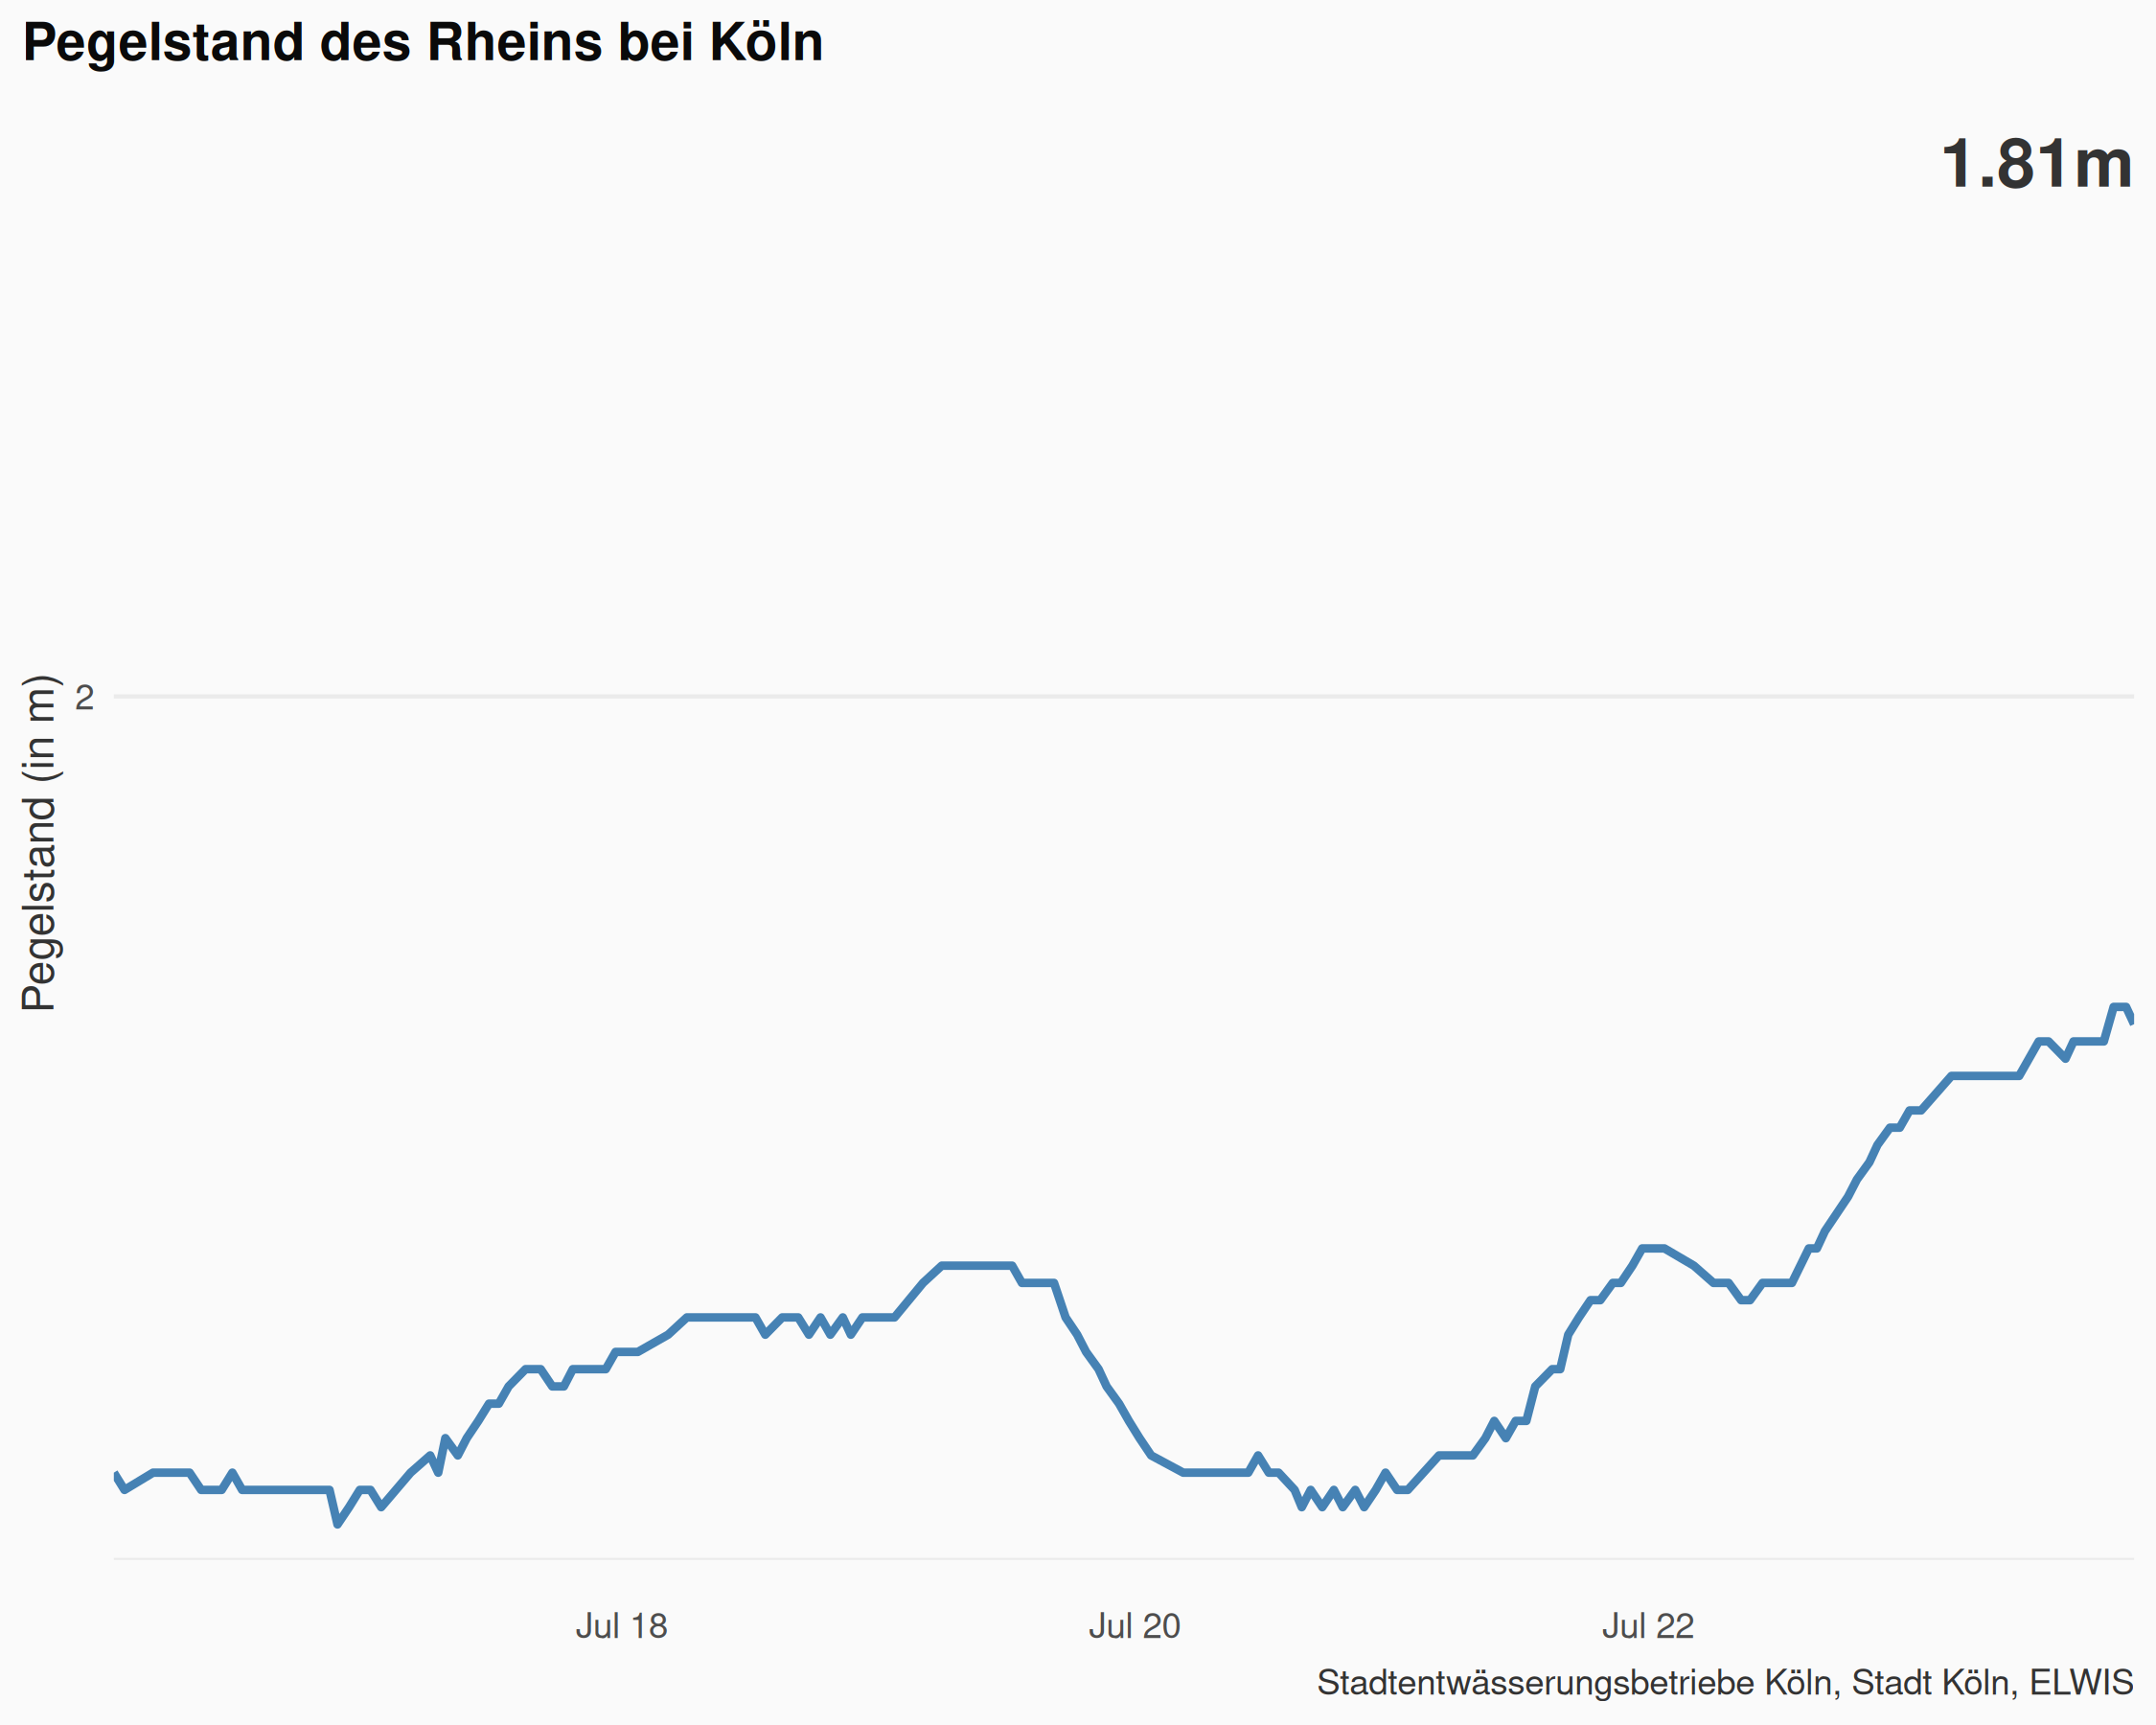 Pegelstand des Rheins bei Köln
1.81m
Pegelstand (in m)
2
Jul 18
Jul 20
Jul 22
Stadtentwässerungsbetriebe Köln, Stadt Köln, ELWIS